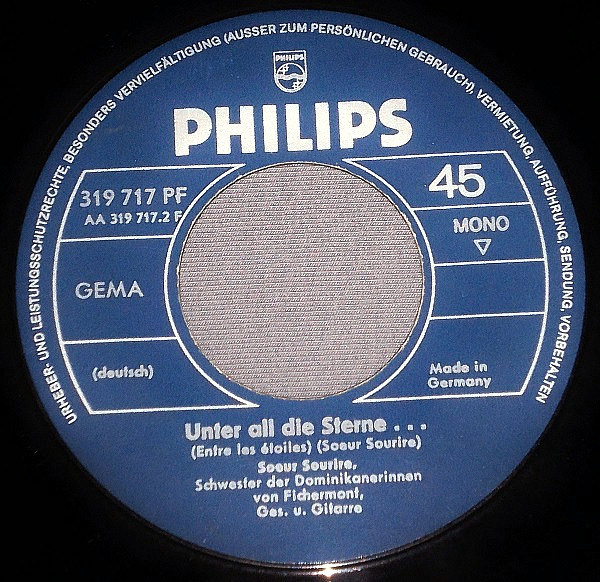 URHEBER- UND LEISTUNGSSCHUTZRECHTE, BESONDERS VERVIELFÄLTIGUNG (AUSSER ZUM PERSÖNLICHEN GEBRAUCH), VERMIETUNG, AUFFÜHRUNG, SENDUNG, VORBEHALTEN
PHILIPS
PHILIPS
319 717 PF
AA 319 717.2 F
45
MONO
GEMA
(deutsch)
Made in
Germany
Unter all die Sterne . . .
(Entre les étoiles) (Soeur Sourire)
Soeur Sourire,
Schwester der Dominikanerinnen
von Fichermont,
Ges. u. Gitarre